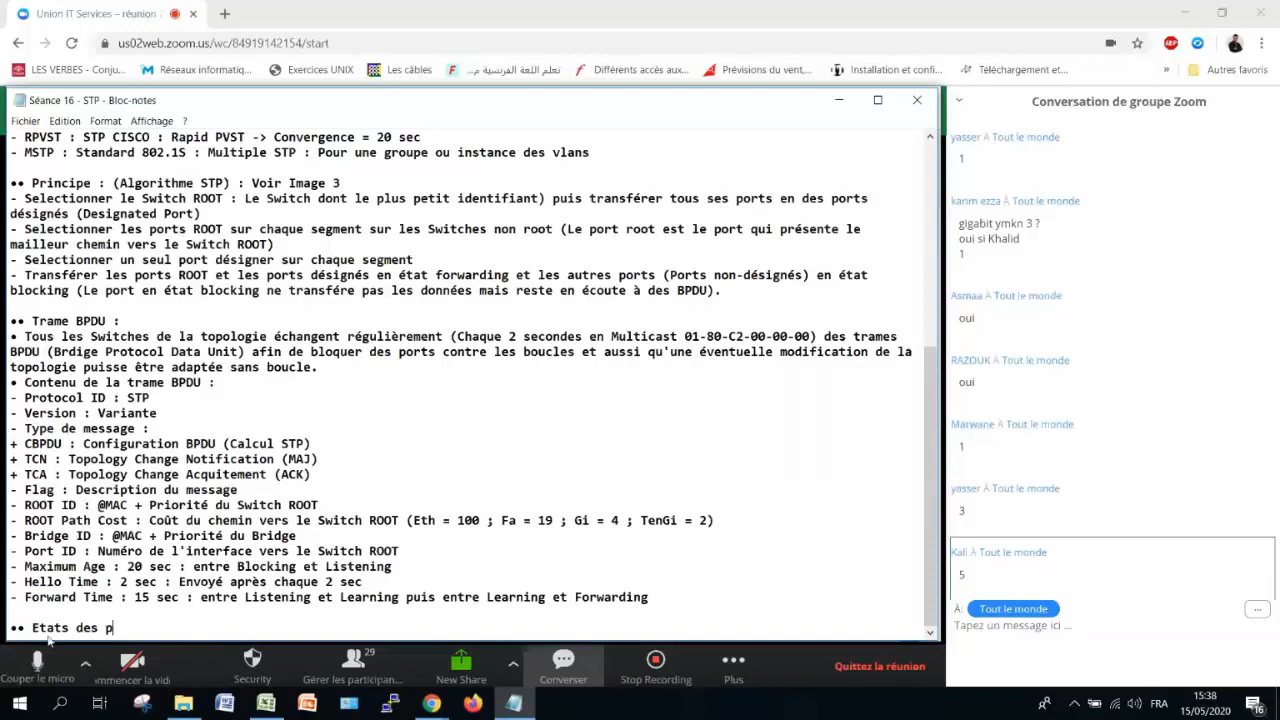 Union IT Services – réunion
us02web.zoom.us/wc/84919142154/start
LES VERBES - Conju...
Réseaux informatiq...
Exercices UNIX
Les câbles
تعلم اللغة الفرنسية م...
Différents accès aux...
Prévisions du vent,...
Installation et confi...
Téléchargement et...
»
Autres favoris
Séance 16 - STP - Bloc-notes
Fichier Edition Format Affichage ?
- RPVST : STP CISCO : Rapid PVST -> Convergence = 20 sec
- MSTP : Standard 802.1S : Multiple STP : Pour une groupe ou instance des vlans
•• Principe : (Algorithme STP) : Voir Image 3
- Selectionner le Switch ROOT : Le Switch dont le plus petit identifiant) puis transférer tous ses ports en des ports
désignés (Designated Port)
- Selectionner les ports ROOT sur chaque segment sur les Switches non root (Le port root est le port qui présente le
mailleur chemin vers le Switch ROOT)
- Selectionner un seul port désigner sur chaque segment
- Transférer les ports ROOT et les ports désignés en état forwarding et les autres ports (Ports non-désignés) en état
blocking (Le port en état blocking ne transfére pas les données mais reste en écoute à des BPDU).
•• Trame BPDU :
• Tous les Switches de la topologie échangent régulièrement (Chaque 2 secondes en Multicast 01-80-C2-00-00-00) des trames
BPDU (Brdige Protocol Data Unit) afin de bloquer des ports contre les boucles et aussi qu'une éventuelle modification de la
topologie puisse être adaptée sans boucle.
• Contenu de la trame BPDU :
- Protocol ID : STP
- Version : Variante
- Type de message :
+ CBPDU : Configuration BPDU (Calcul STP)
+ TCN : Topology Change Notification (MAJ)
+ TCA : Topology Change Acquitement (ACK)
- Flag : Description du message
- ROOT ID : @MAC + Priorité du Switch ROOT
- ROOT Path Cost : Coût du chemin vers le Switch ROOT (Eth = 100 ; Fa = 19 ; Gi = 4 ; TenGi = 2)
- Bridge ID : @MAC + Priorité du Bridge
- Port ID : Numéro de l'interface vers le Switch ROOT
- Maximum Age : 20 sec : entre Blocking et Listening
- Hello Time : 2 sec : Envoyé après chaque 2 sec
- Forward Time : 15 sec : entre Listening et Learning puis entre Learning et Forwarding
•• Etats des p
Conversation de groupe Zoom
yasser À Tout le monde
1
karim ezza À Tout le monde
gigabit ymkn 3 ?
oui si Khalid
1
Asmaa À Tout le monde
oui
RAZOUK À Tout le monde
oui
Marwane À Tout le monde
1
yasser À Tout le monde
3
Kali À Tout le monde
5
À: Tout le monde ...
Tapez un message ici ...
29
Couper le micro
mmencer la vid
Security
Gérer les participan...
New Share
Converser
Stop Recording
Plus
Quittez la réunion
FRA
15:38
15/05/2020
16